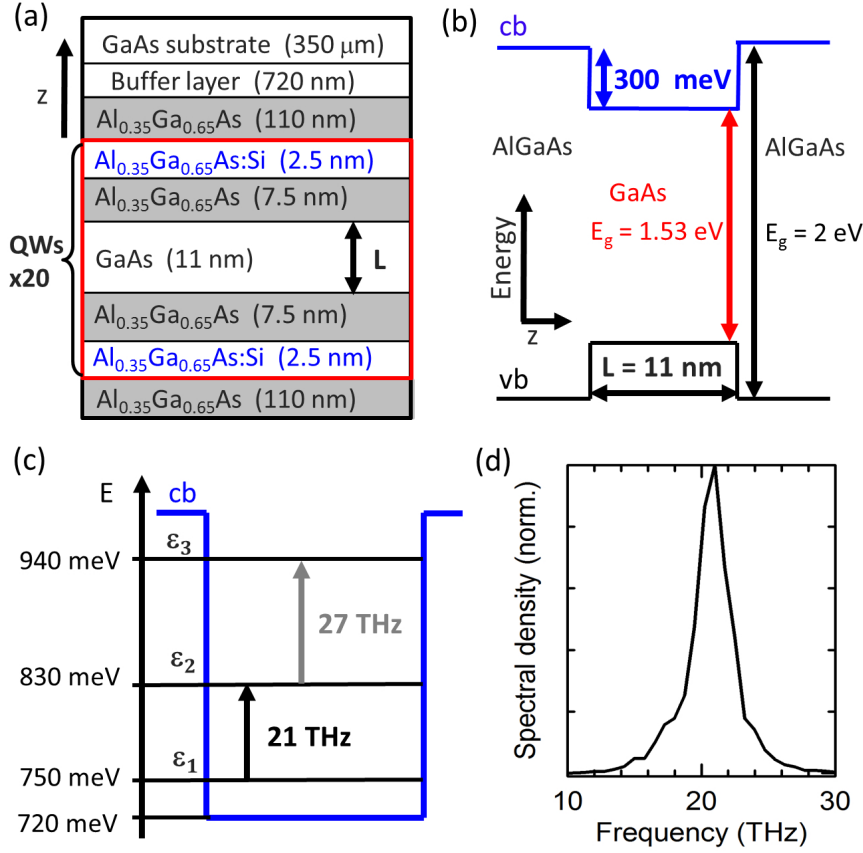 (a)
GaAs substrate (350 μm)
Buffer layer (720 nm)
z
Al0.35Ga0.65As (110 nm)
Al0.35Ga0.65As:Si (2.5 nm)
Al0.35Ga0.65As (7.5 nm)
QWs
x20
GaAs (11 nm)
L
Al0.35Ga0.65As (7.5 nm)
Al0.35Ga0.65As:Si (2.5 nm)
Al0.35Ga0.65As (110 nm)
(b)
cb
300 meV
AlGaAs
AlGaAs
GaAs
Eg = 1.53 eV
Eg = 2 eV
Energy
z
L = 11 nm
vb
(c)
E
cb
ε3
940 meV
27 THz
ε2
830 meV
21 THz
ε1
750 meV
720 meV
(d)
Spectral density (norm.)
10 20 30
Frequency (THz)